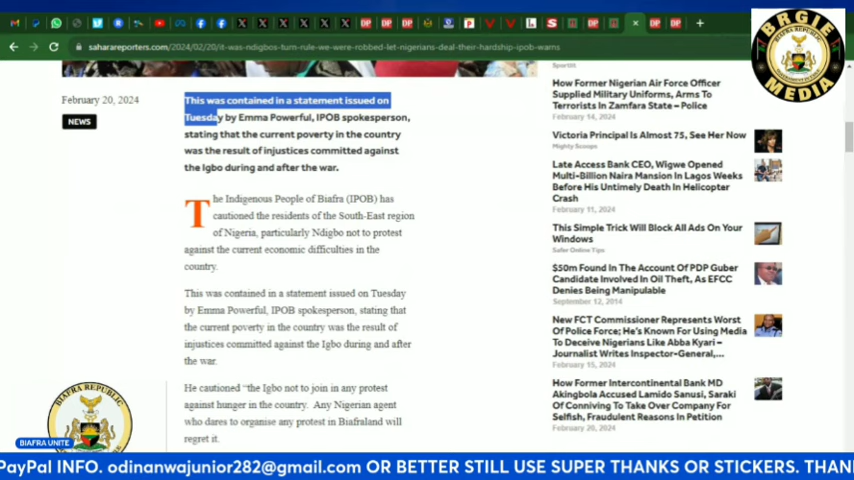 saharareporters.com/2024/02/20/it-was-ndigbos-turn-rule-we-were-robbed-let-nigerians-deal-their-hardship-ipob-warns
BRGIE
MEDIA
February 20, 2024
NEWS
This was contained in a statement issued on
Tuesday by Emma Powerful, IPOB spokesperson,
stating that the current poverty in the country
was the result of injustices committed against
the Igbo during and after the war.
The Indigenous People of Biafra (IPOB) has
cautioned the residents of the South-East region
of Nigeria, particularly Ndigbo not to protest
against the current economic difficulties in the
country.
This was contained in a statement issued on Tuesday
by Emma Powerful, IPOB spokesperson, stating that
the current poverty in the country was the result of
injustices committed against the Igbo during and after
the war.
He cautioned “the Igbo not to join in any protest
against hunger in the country. Any Nigerian agent
who dares to organise any protest in Biafraland will
regret it.
How Former Nigerian Air Force Officer
Supplied Military Uniforms, Arms To
Terrorists In Zamfara State – Police
February 14, 2024
Victoria Principal Is Almost 75, See Her Now
Mighty Scoops
Late Access Bank CEO, Wigwe Opened
Multi-Billion Naira Mansion In Lagos Weeks
Before His Untimely Death In Helicopter
Crash
February 11, 2024
This Simple Trick Will Block All Ads On Your
Windows
Safer Online Tips
$50m Found In The Account Of PDP Guber
Candidate Involved In Oil Theft, As EFCC
Denies Being Manipulable
September 12, 2014
New FCT Commissioner Represents Worst
Of Police Force; He's Known For Using Media
To Deceive Nigerians Like Abba Kyari –
Journalist Writes Inspector-General,...
February 15, 2024
How Former Intercontinental Bank MD
Akingbola Accused Lamido Sanusi, Saraki
Of Conniving To Take Over Company For
Selfish, Fraudulent Reasons In Petition
February 20, 2024
BIAFRA REPUBLIC
BIAFRA UNITE
PayPal INFO. odinanwajunior282@gmail.com OR BETTER STILL USE SUPER THANKS OR STICKERS. THAN